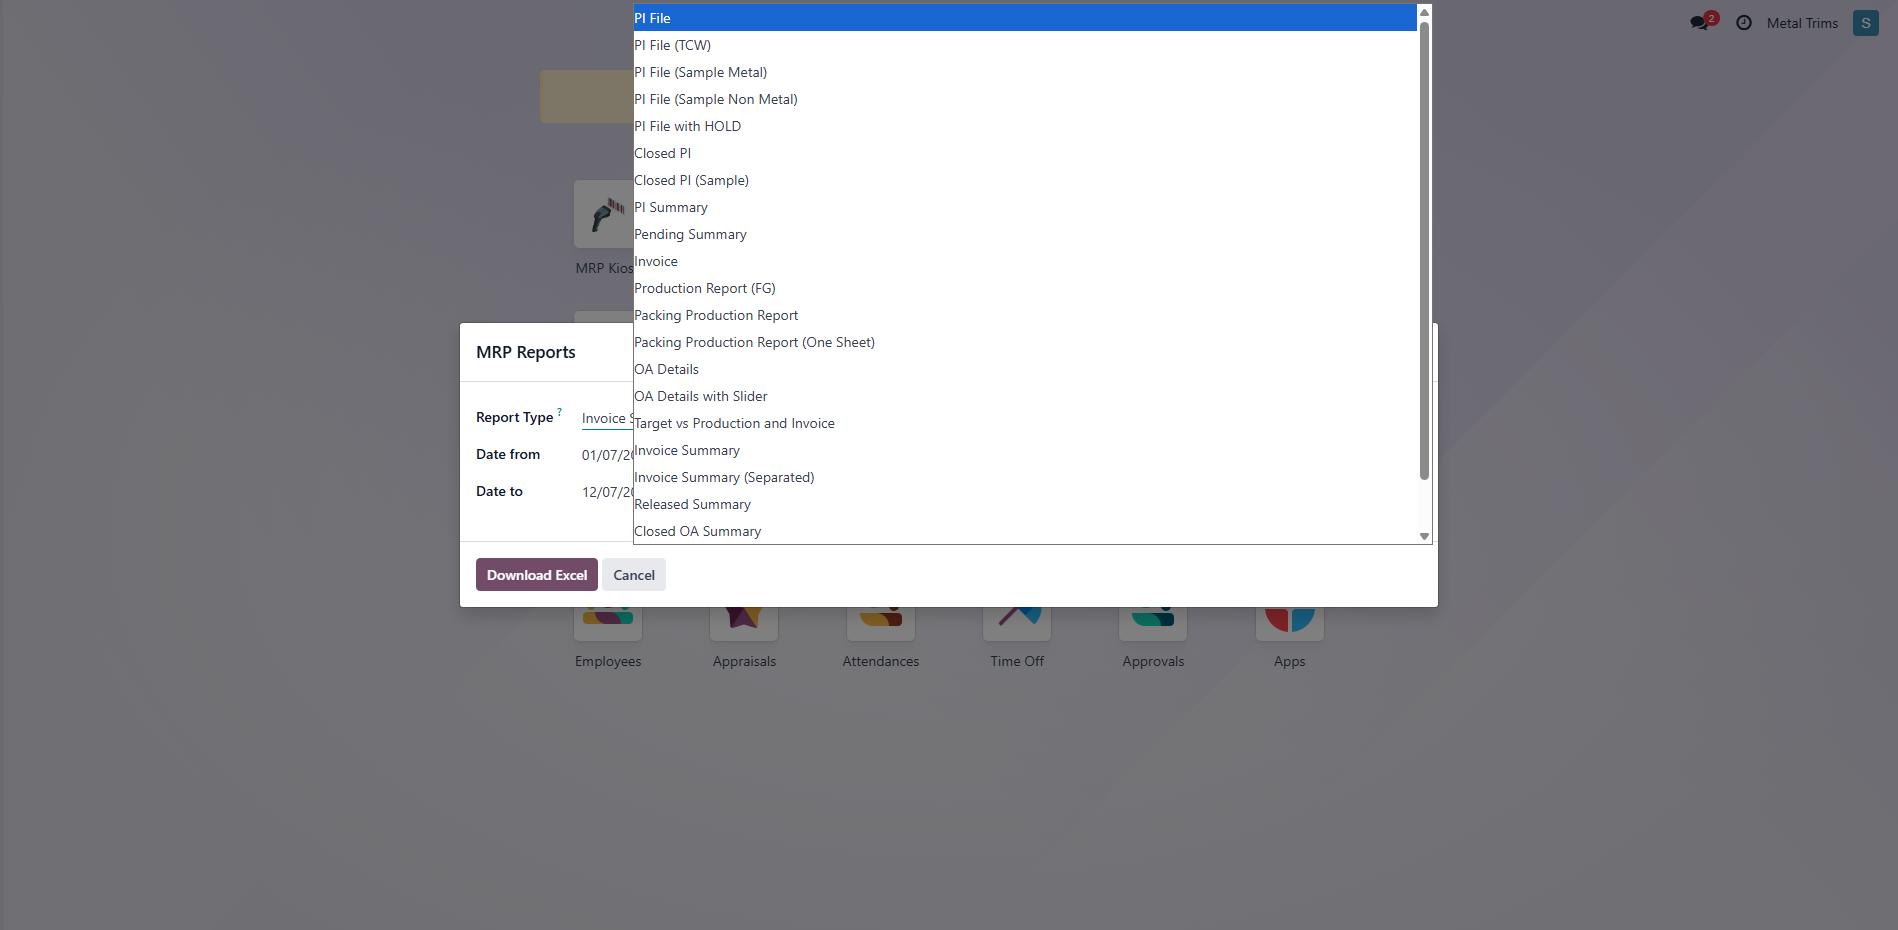 PI File
PI File (TCW)
PI File (Sample Metal)
PI File (Sample Non Metal)
PI File with HOLD
Closed PI
Closed PI (Sample)
PI Summary
Pending Summary
Invoice
Production Report (FG)
Packing Production Report
Packing Production Report (One Sheet)
OA Details
OA Details with Slider
Target vs Production and Invoice
Invoice Summary
Invoice Summary (Separated)
Released Summary
Closed OA Summary
2
Metal Trims
S
MRP Kios
MRP Reports
Report Type ?
Invoice S
Date from
01/07/20
Date to
12/07/20
Download Excel
Cancel
Employees
Appraisals
Attendances
Time Off
Approvals
Apps